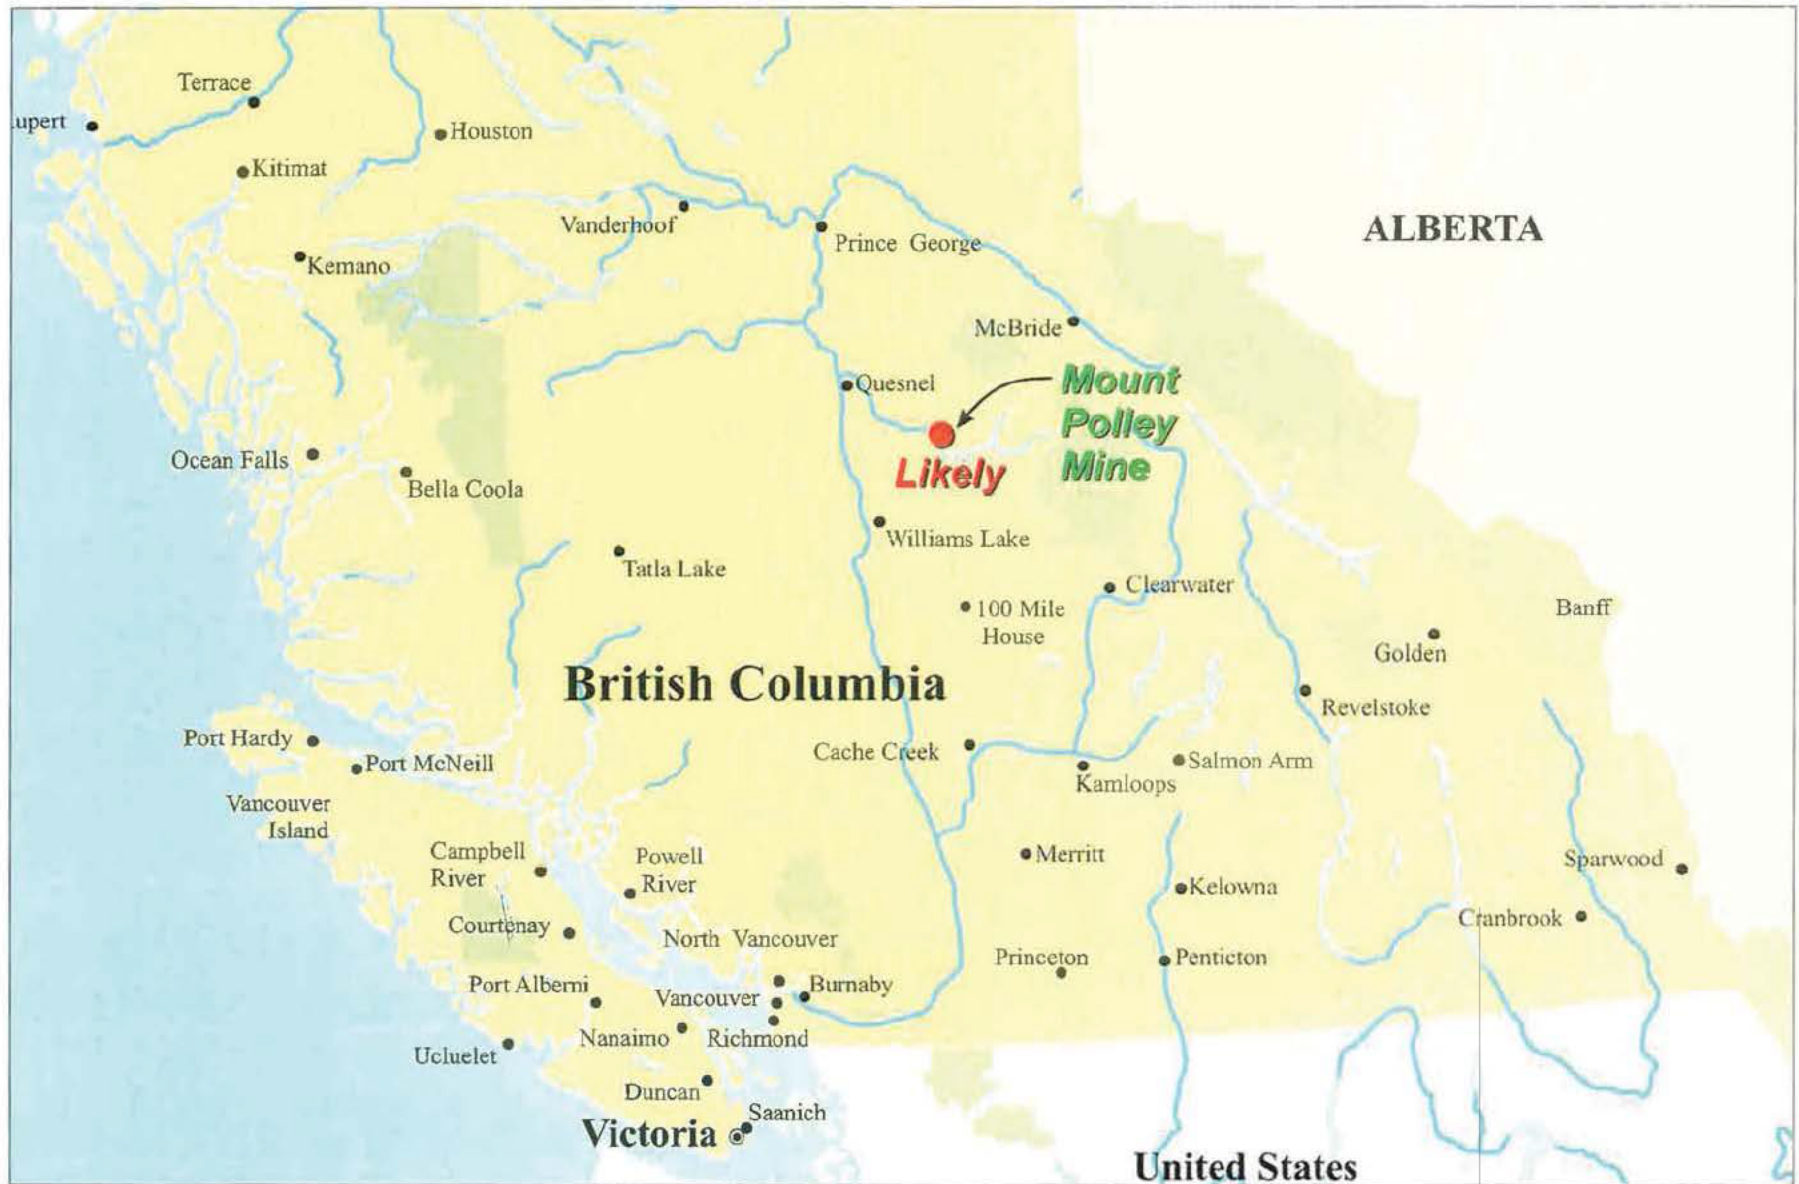 Terrace
upert
Houston
Kitimat
ALBERTA
Vanderhoof
Prince George
Kemano
McBride
Mount
Polley
Mine
Quesnel
Likely
Ocean Falls
Bella Coola
Williams Lake
Tatla Lake
Clearwater
100 Mile
House
Banff
Golden
British Columbia
Revelstoke
Port Hardy
Cache Creek
Port McNeill
Salmon Arm
Kamloops
Vancouver
Island
Campbell
River
Powell
River
Merritt
Sparwood
Kelowna
Cranbrook
Courtenay
North Vancouver
Princeton
Penticton
Port Alberni
Burnaby
Vancouver
Nanaimo
Richmond
Ucluelet
Duncan
Saanich
Victoria
United States